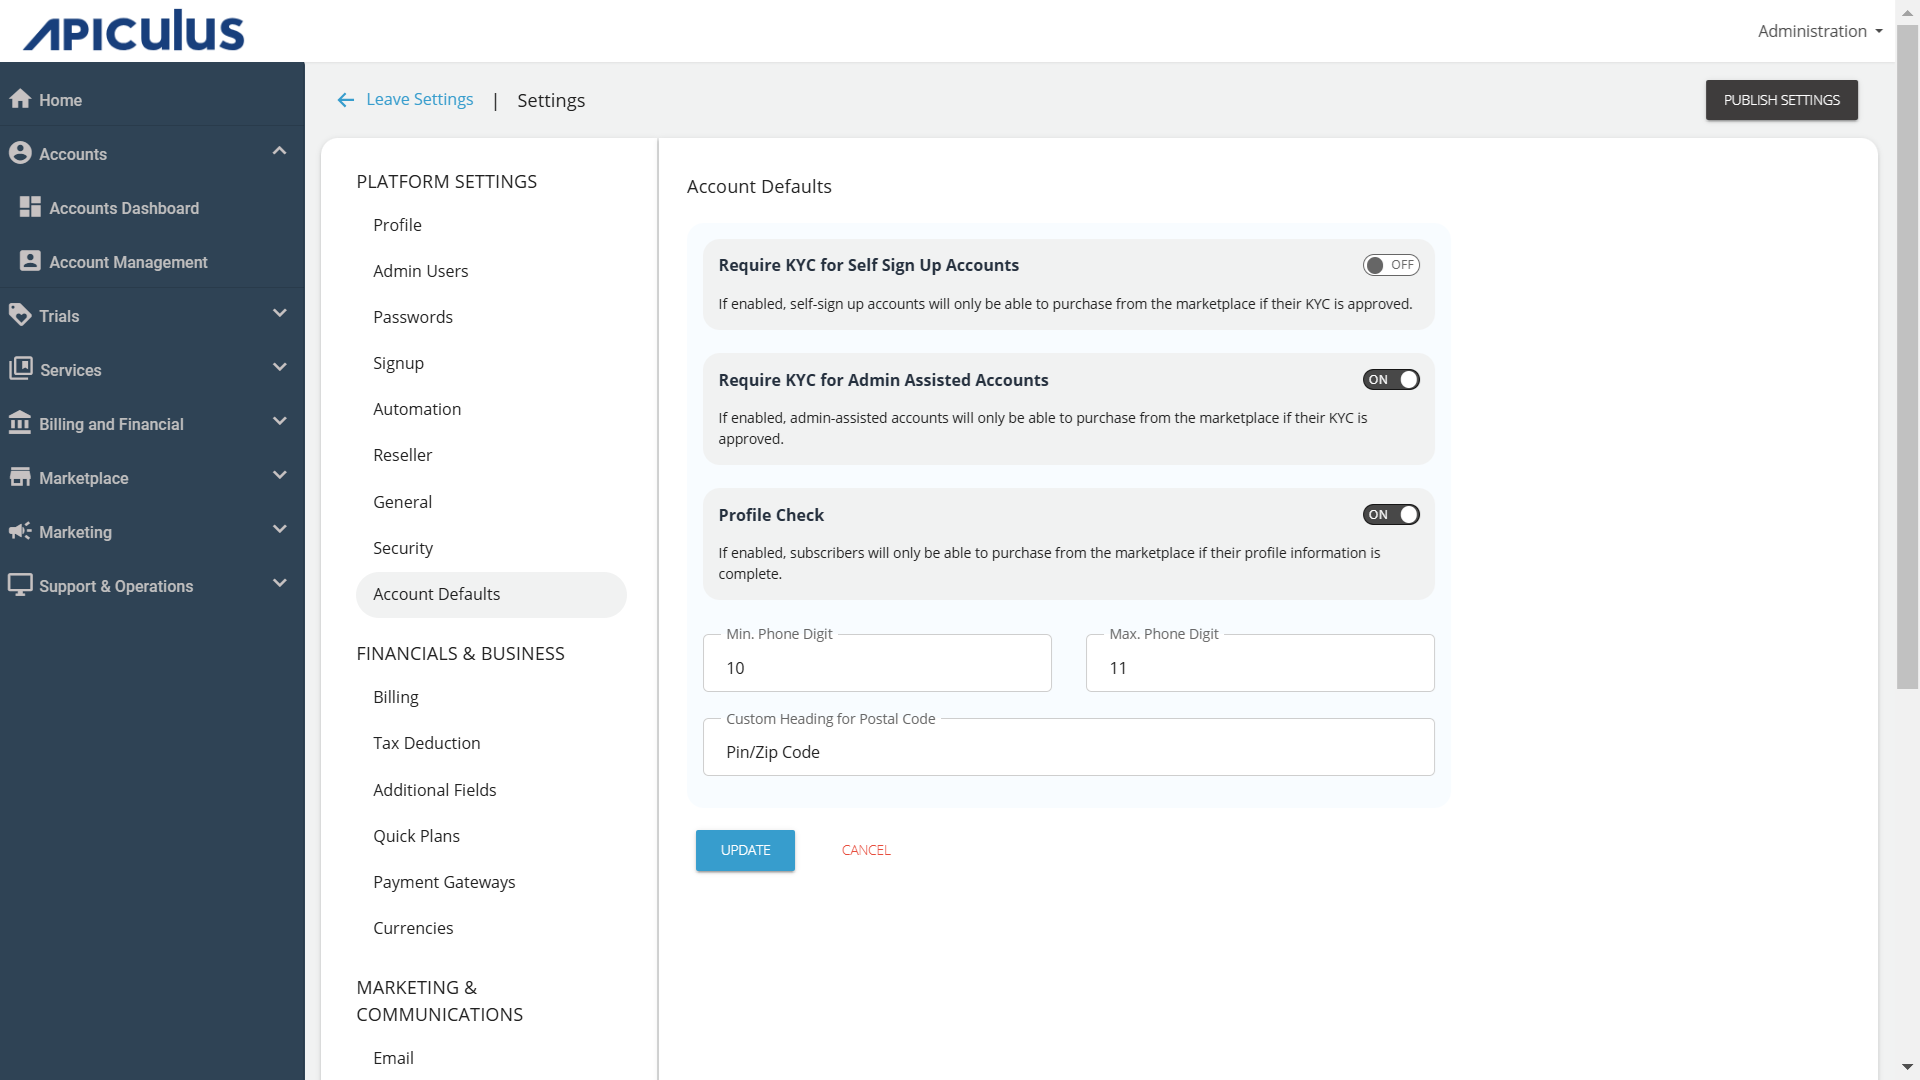 APICULUS
Administration
Home
Accounts
Accounts Dashboard
Account Management
Trials
Services
Billing and Financial
Marketplace
Marketing
Support & Operations
Leave Settings | Settings
PUBLISH SETTINGS
PLATFORM SETTINGS
Profile
Admin Users
Passwords
Signup
Automation
Reseller
General
Security
Account Defaults
FINANCIALS & BUSINESS
Billing
Tax Deduction
Additional Fields
Quick Plans
Payment Gateways
Currencies
MARKETING &
COMMUNICATIONS
Email
Account Defaults
Require KYC for Self Sign Up Accounts
OFF
If enabled, self-sign up accounts will only be able to purchase from the marketplace if their KYC is approved.
Require KYC for Admin Assisted Accounts
ON
If enabled, admin-assisted accounts will only be able to purchase from the marketplace if their KYC is
approved.
Profile Check
ON
If enabled, subscribers will only be able to purchase from the marketplace if their profile information is
complete.
Min. Phone Digit
10
Max. Phone Digit
11
Custom Heading for Postal Code
Pin/Zip Code
UPDATE
CANCEL